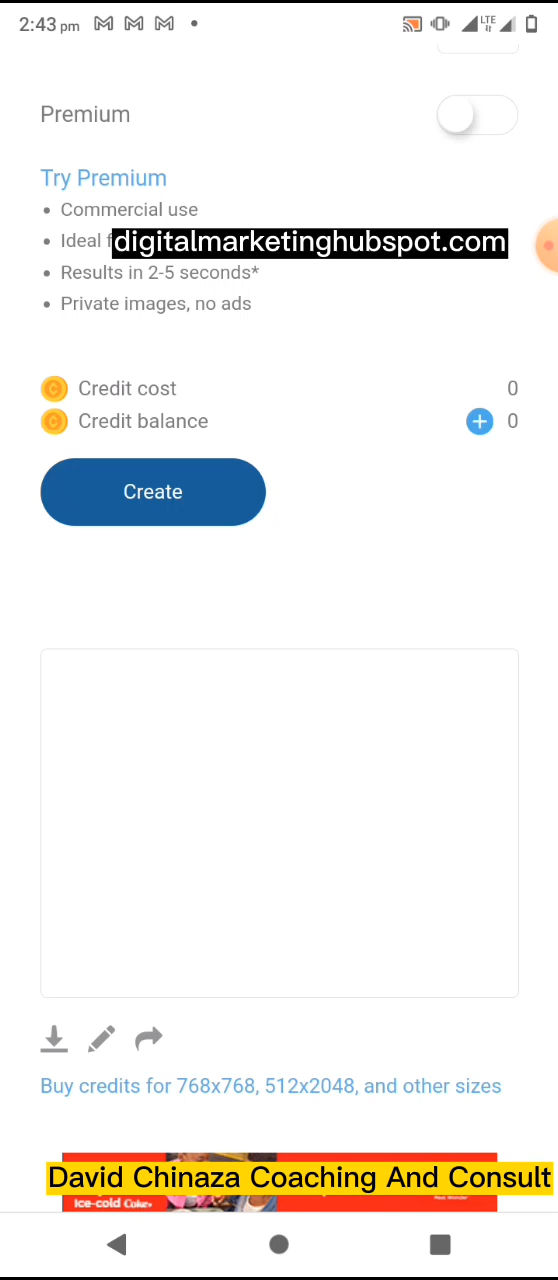 2:43 pm
LTE
Premium
Try Premium
Commercial use
Ideal
digitalmarketinghubspot.com
Results in 2-5 seconds*
Private images, no ads
Credit cost 0
Credit balance 0
Create
Buy credits for 768x768, 512x2048, and other sizes
David Chinaza Coaching And Consult
Ice-cold Coke